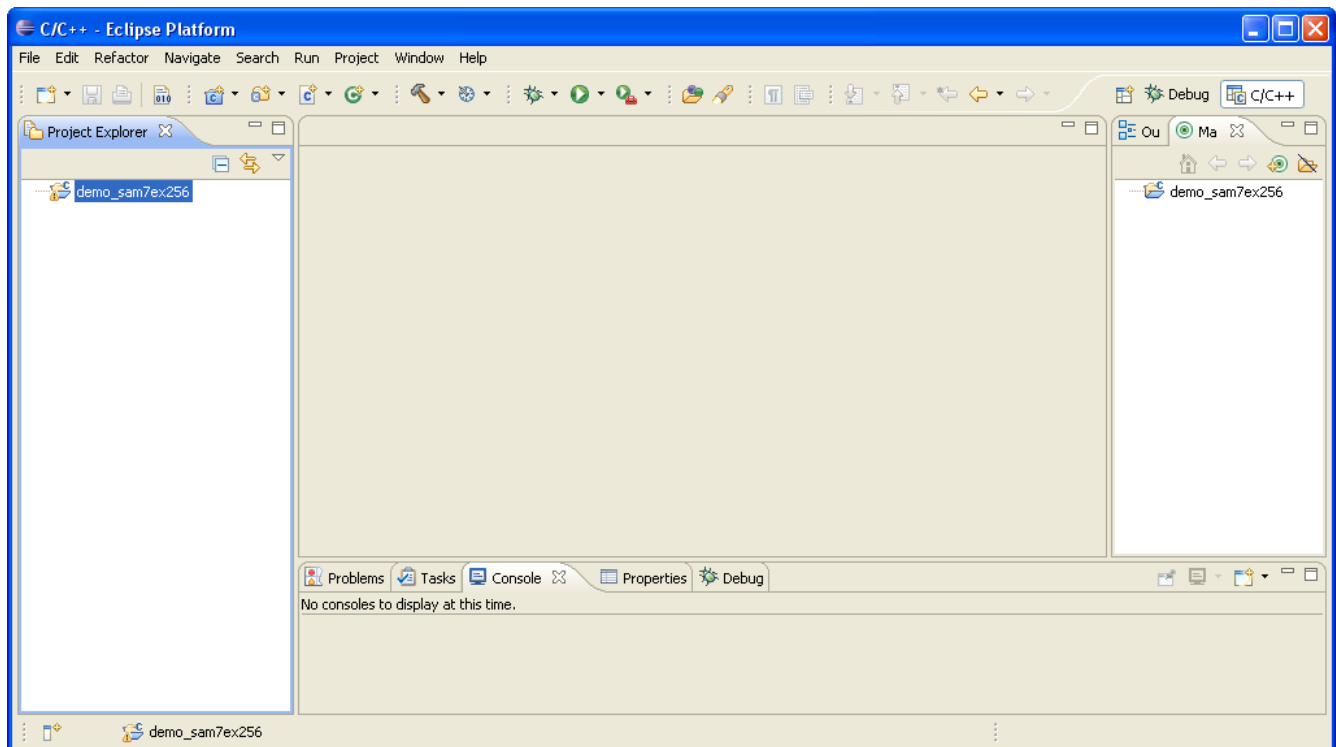 C/C++ - Eclipse Platform
File Edit Refactor Navigate Search Run Project Window Help
Debug C/C++
Project Explorer
Ou Ma
demo_sam7ex256
demo_sam7ex256
Problems Tasks Console Properties Debug
No consoles to display at this time.
demo_sam7ex256